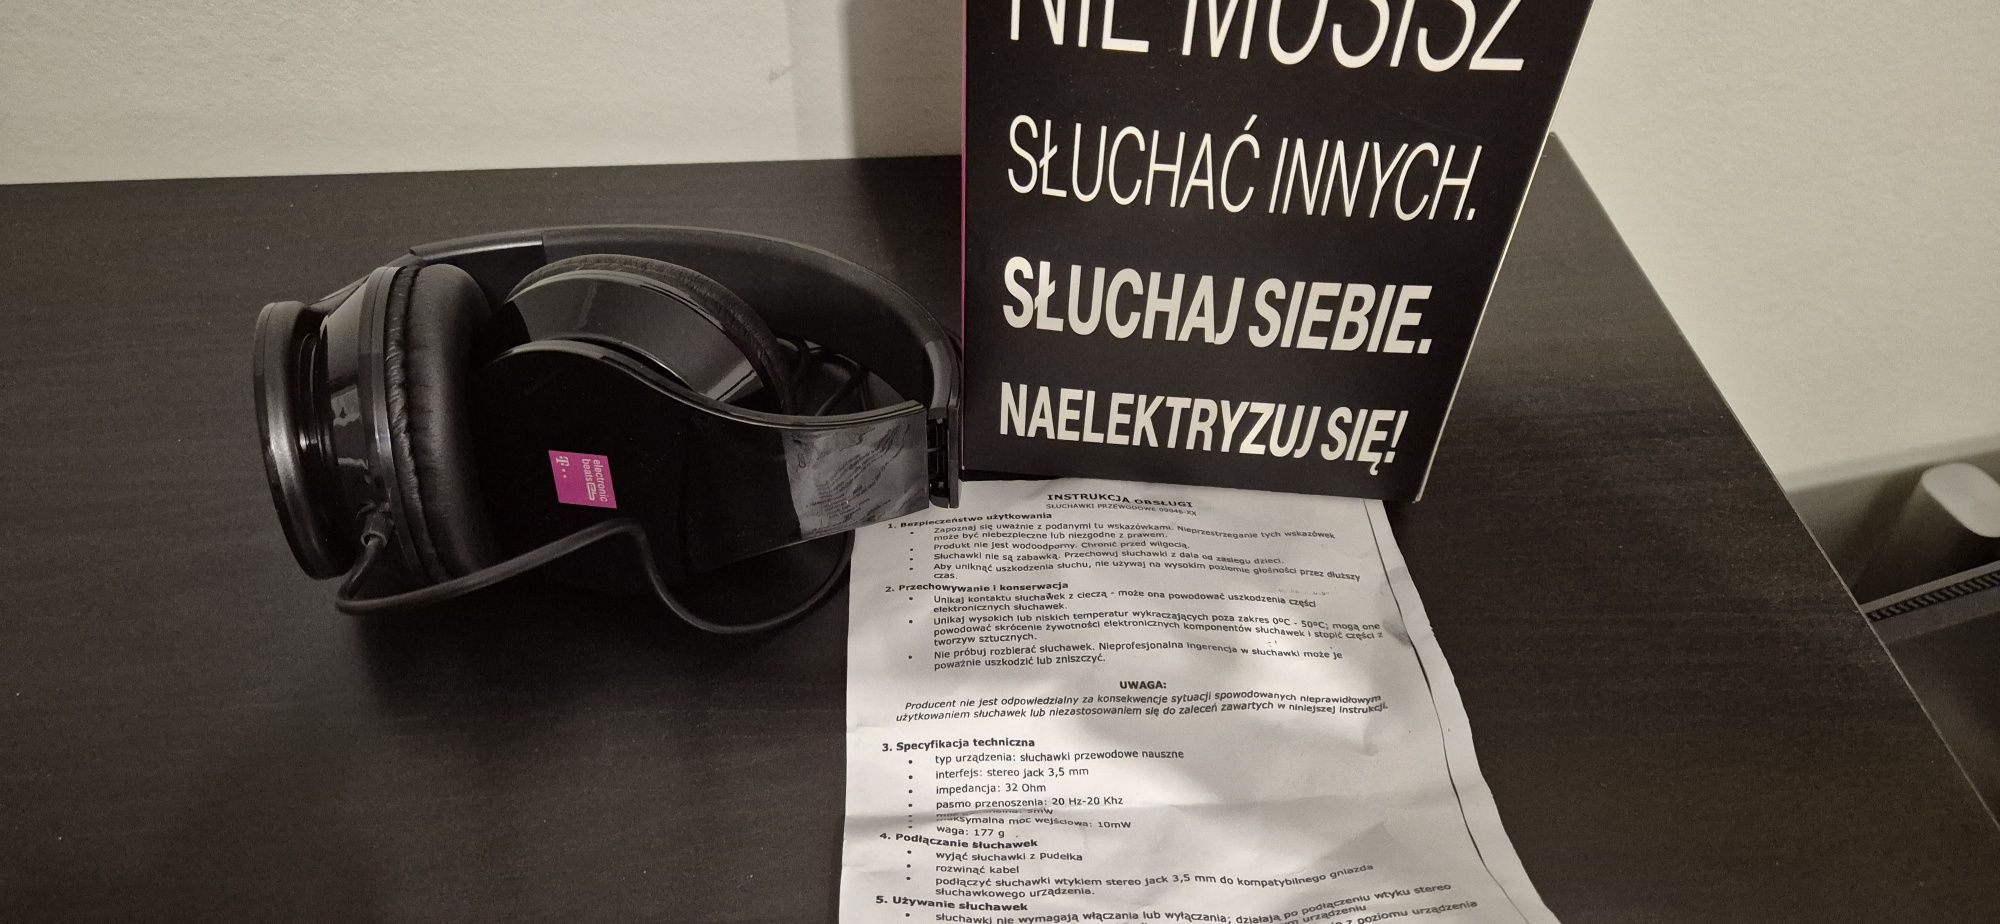 NIE MUSISZ
SŁUCHAĆ INNYCH.
SŁUCHAJ SIEBIE.
NAELEKTRYZUJ SIĘ!
electronic
beats eb
T
INSTRUKCJA OBSŁUGI
SŁUCHAWKI PRZEWODOWE 09046-XX
1. Bezpieczeństwo użytkowania
• Zapoznaj się uważnie z podanymi tu wskazówkami. Nieprzestrzeganie tych wskazówek
może być niebezpieczne lub niezgodne z prawem.
• Produkt nie jest wodoodporny. Chronić przed wilgocią.
• Słuchawki nie są zabawką. Przechowuj słuchawki z dala od zasięgu dzieci.
• Aby uniknąć uszkodzenia słuchu, nie używaj na wysokim poziomie głośności przez dłuższy
czas.
2. Przechowywanie i konserwacja
• Unikaj kontaktu słuchawek z cieczą - może ona powodować uszkodzenia części
elektronicznych słuchawek.
• Unikaj wysokich lub niskich temperatur wykraczających poza zakres 0ºC - 50ºC; mogą one
powodować skrócenie żywotności elektronicznych komponentów słuchawek i stopić części z
tworzyw sztucznych.
• Nie próbuj rozbierać słuchawek. Nieprofesjonalna ingerencja w słuchawki może je
poważnie uszkodzić lub zniszczyć.
UWAGA:
Producent nie jest odpowiedzialny za konsekwencje sytuacji spowodowanych nieprawidłowym
użytkowaniem słuchawek lub niezastosowaniem się do zaleceń zawartych w niniejszej instrukcji.
3. Specyfikacja techniczna
• typ urządzenia: słuchawki przewodowe nauszne
• interfejs: stereo jack 3,5 mm
• impedancja: 32 Ohm
• pasmo przenoszenia: 20 Hz-20 Khz
• 5mW
• maksymalna moc wejściowa: 10mW
• waga: 177 g
4. Podłączanie słuchawek
• wyjąć słuchawki z pudełka
• rozwinąć kabel
• podłączyć słuchawki wtykiem stereo jack 3,5 mm do kompatybilnego gniazda
słuchawkowego urządzenia.
5. Używanie słuchawek
• słuchawki nie wymagają włączania lub wyłączania; działają po podłączeniu wtyku stereo
urządzeniu
z poziomu urządzenia